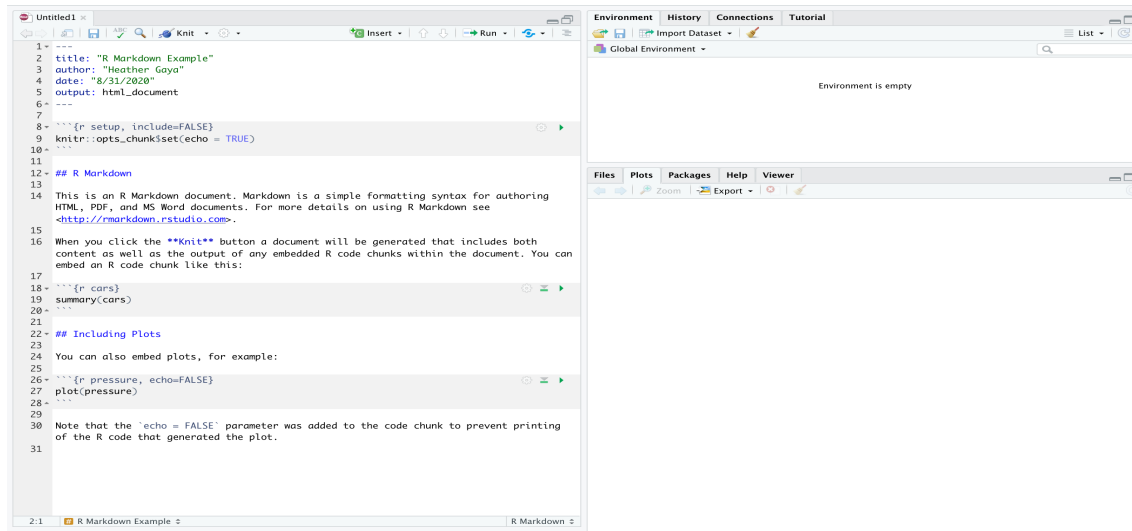 Untitled1
ABC Knit Insert Run
1 ---
2 title: "R Markdown Example"
3 author: "Heather Gaya"
4 date: "8/31/2020"
5 output: html_document
6 ---
7
8 ```{r setup, include=FALSE}
9 knitr::opts_chunk$set(echo = TRUE)
10 ```
11
12 ## R Markdown
13
14 This is an R Markdown document. Markdown is a simple formatting syntax for authoring
HTML, PDF, and MS Word documents. For more details on using R Markdown see
<http://rmarkdown.rstudio.com>.
15
16 When you click the **Knit** button a document will be generated that includes both
content as well as the output of any embedded R code chunks within the document. You can
embed an R code chunk like this:
17
18 ```{r cars}
19 summary(cars)
20 ```
21
22 ## Including Plots
23
24 You can also embed plots, for example:
25
26 ```{r pressure, echo=FALSE}
27 plot(pressure)
28 ```
29
30 Note that the `echo = FALSE` parameter was added to the code chunk to prevent printing
of the R code that generated the plot.
31
2:1 # R Markdown Example R Markdown
Environment History Connections Tutorial
Import Dataset List
Global Environment
Environment is empty
Files Plots Packages Help Viewer
Zoom Export